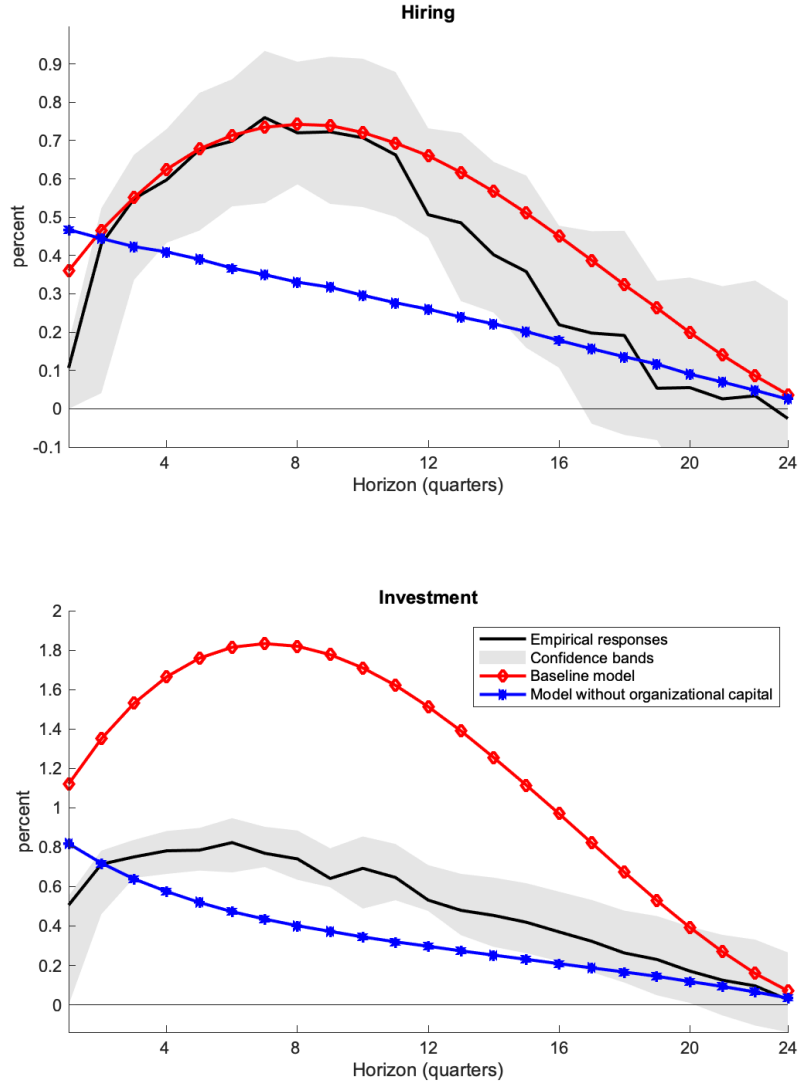 Hiring
0.9
0.8
0.7
0.6
0.5
0.4
0.3
0.2
0.1
0
-0.1
percent
4 8 12 16 20 24
Horizon (quarters)
Investment
2
1.8
1.6
1.4
1.2
1
0.8
0.6
0.4
0.2
0
percent
Empirical responses
Confidence bands
Baseline model
Model without organizational capital
4 8 12 16 20 24
Horizon (quarters)